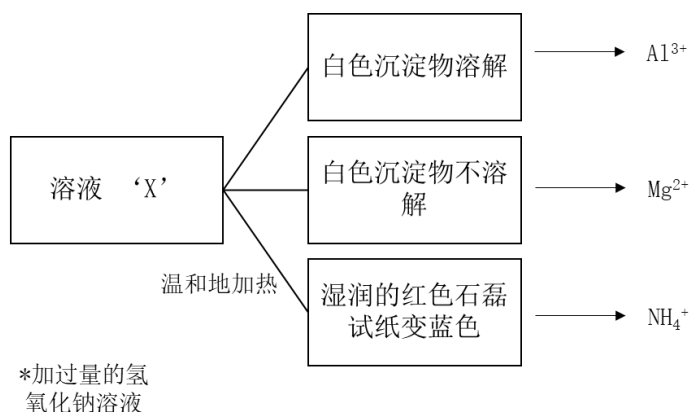 白色沉淀物溶解
Al³⁺
溶液 ‘X’
白色沉淀物不溶
解
Mg²⁺
温和地加热
湿润的红色石磊
试纸变蓝色
NH₄⁺
*加过量的氢
氧化钠溶液